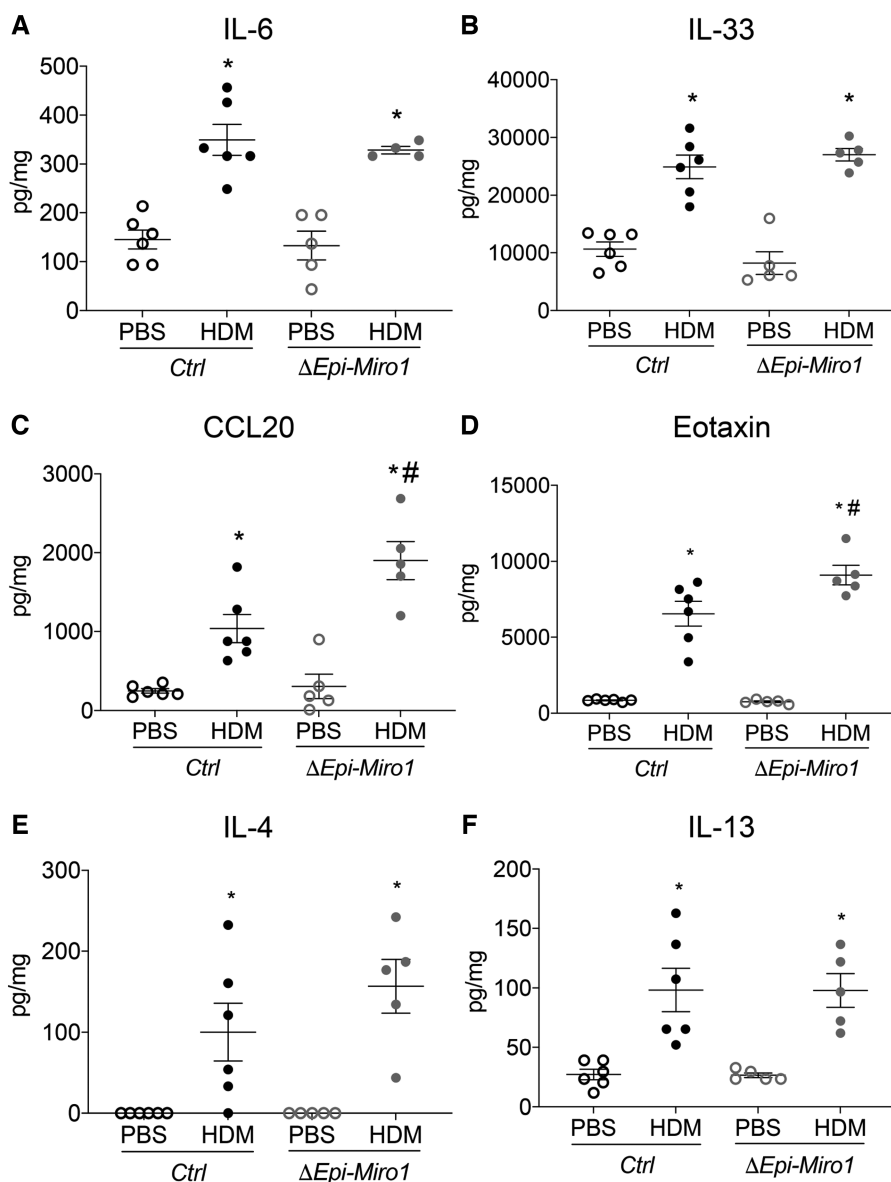 A
IL-6
*
*
500
400
300
200
100
0
pg/mg
PBS HDM PBS HDM
Ctrl ΔEpi-Miro1
B
IL-33
*
*
40000
30000
20000
10000
0
pg/mg
PBS HDM PBS HDM
Ctrl ΔEpi-Miro1
C
CCL20
*
*#
3000
2000
1000
0
pg/mg
PBS HDM PBS HDM
Ctrl ΔEpi-Miro1
D
Eotaxin
*
*#
15000
10000
5000
0
pg/mg
PBS HDM PBS HDM
Ctrl ΔEpi-Miro1
E
IL-4
*
*
300
200
100
0
pg/mg
PBS HDM PBS HDM
Ctrl ΔEpi-Miro1
F
IL-13
*
*
200
150
100
50
0
pg/mg
PBS HDM PBS HDM
Ctrl ΔEpi-Miro1